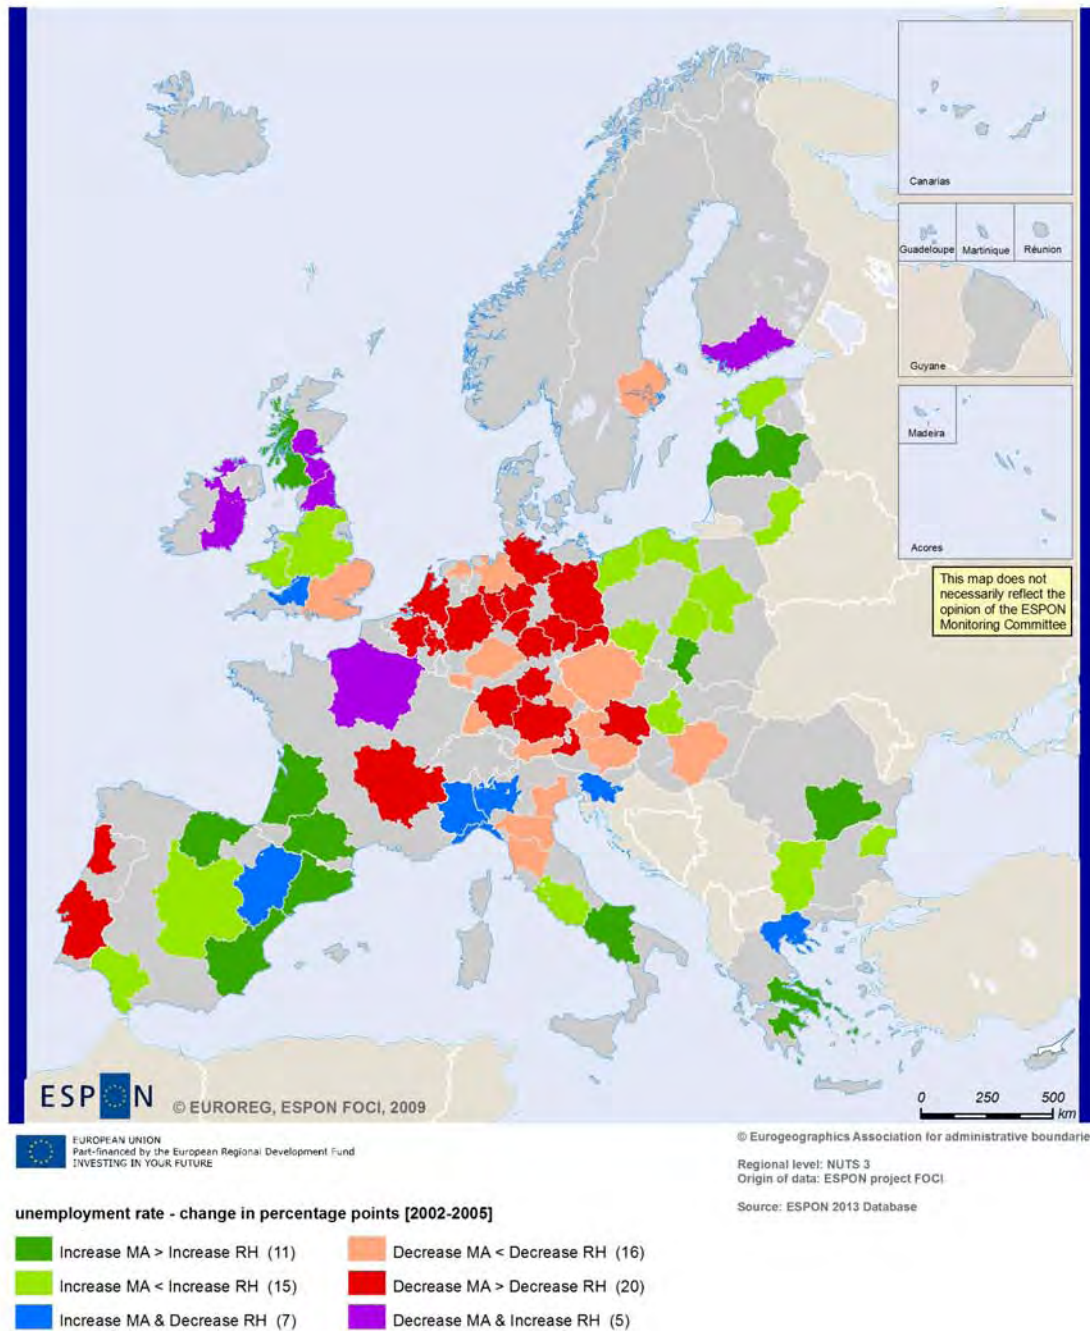 Canarias
Guadeloupe
Martinique
Réunion
Guyane
Madeira
Acores
This map does not
necessarily reflect the
opinion of the ESPON
Monitoring Committee
ESPON
© EUROREG, ESPON FOCI, 2009
0 250 500
km
EUROPEAN UNION
Part-financed by the European Regional Development Fund
INVESTING IN YOUR FUTURE
© Eurogeographics Association for administrative boundarie
Regional level: NUTS 3
Origin of data: ESPON project FOCI
Source: ESPON 2013 Database
unemployment rate - change in percentage points [2002-2005]
Increase MA > Increase RH (11)
Decrease MA < Decrease RH (16)
Increase MA < Increase RH (15)
Decrease MA > Decrease RH (20)
Increase MA & Decrease RH (7)
Decrease MA & Increase RH (5)